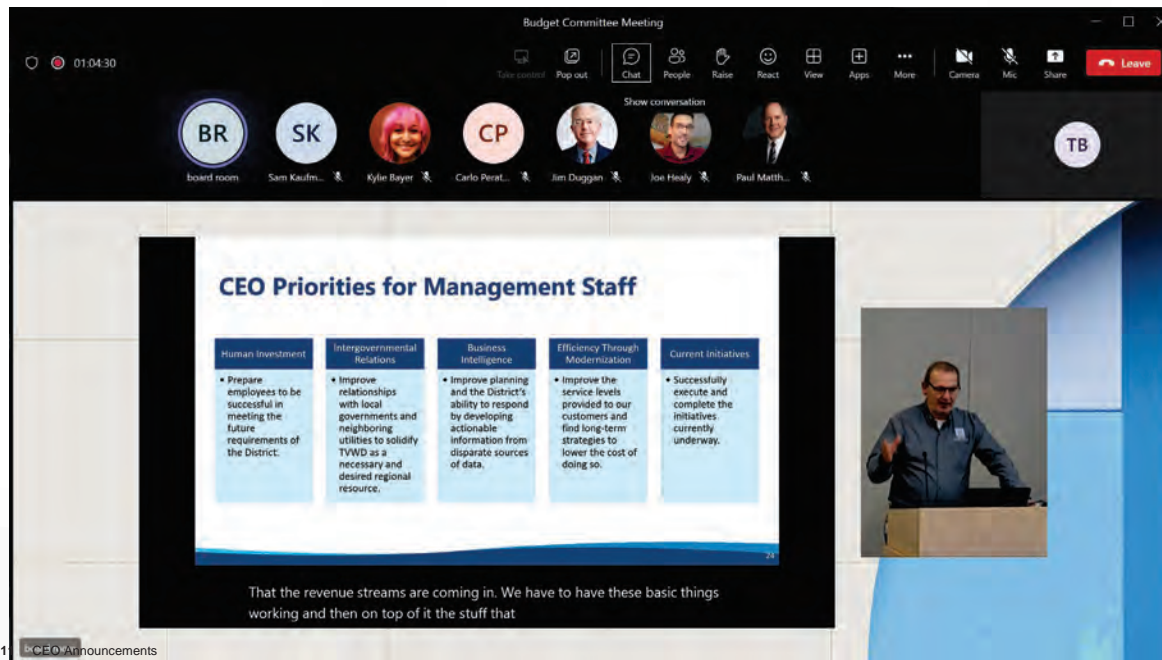 Budget Committee Meeting
01:04:30
Take control
Pop out
Chat
People
Raise
React
View
Apps
More
Camera
Mic
Share
Leave
Show conversation
BR
SK
CP
TB
board room
Sam Kaufm...
Kylie Bayer
Carlo Perat...
Jim Duggan
Joe Healy
Paul Matth...
CEO Priorities for Management Staff
Human Investment
• Prepare
employees to be
successful in
meeting the
future
requirements of
the District.
Intergovernmental
Relations
• Improve
relationships
with local
governments and
neighboring
utilities to solidify
TVWD as a
necessary and
desired regional
resource.
Business
Intelligence
• Improve planning
and the District's
ability to respond
by developing
actionable
information from
disparate sources
of data.
Efficiency Through
Modernization
• Improve the
service levels
provided to our
customers and
find long-term
strategies to
lower the cost of
doing so.
Current Initiatives
• Successfully
execute and
complete the
initiatives
currently
underway.
24
That the revenue streams are coming in. We have to have these basic things
working and then on top of it the stuff that
CEO Announcements